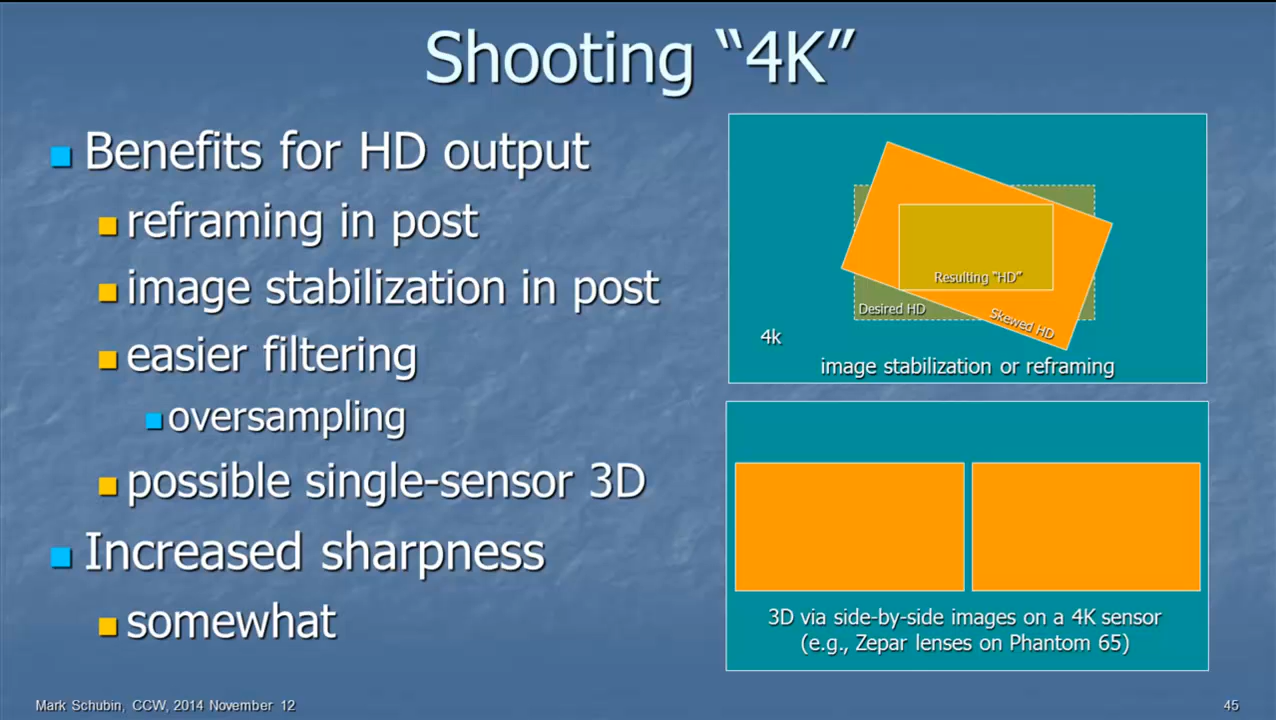 Shooting “4K”
Benefits for HD output
reframing in post
image stabilization in post
easier filtering
oversampling
possible single-sensor 3D
Increased sharpness
somewhat
Resulting “HD”
Desired HD
Skewed HD
4k
image stabilization or reframing
3D via side-by-side images on a 4K sensor
(e.g., Zepar lenses on Phantom 65)
Mark Schubin, CCW, 2014 November 12
45